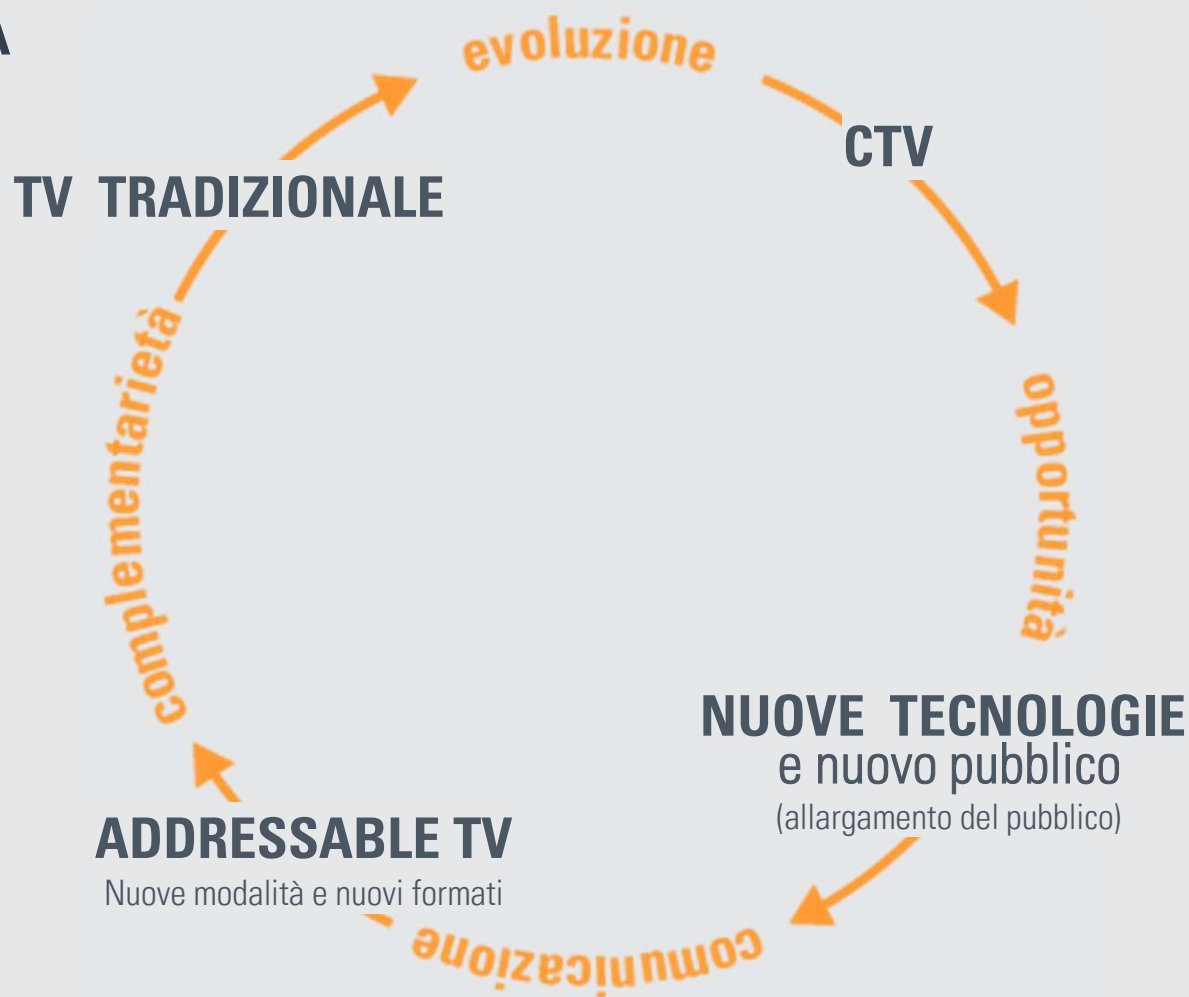 A
evoluzione
CTV
TV TRADIZIONALE
opportunità
complementarietà
NUOVE TECNOLOGIE
e nuovo pubblico
(allargamento del pubblico)
ADDRESSABLE TV
Nuove modalità e nuovi formati
comunicazione